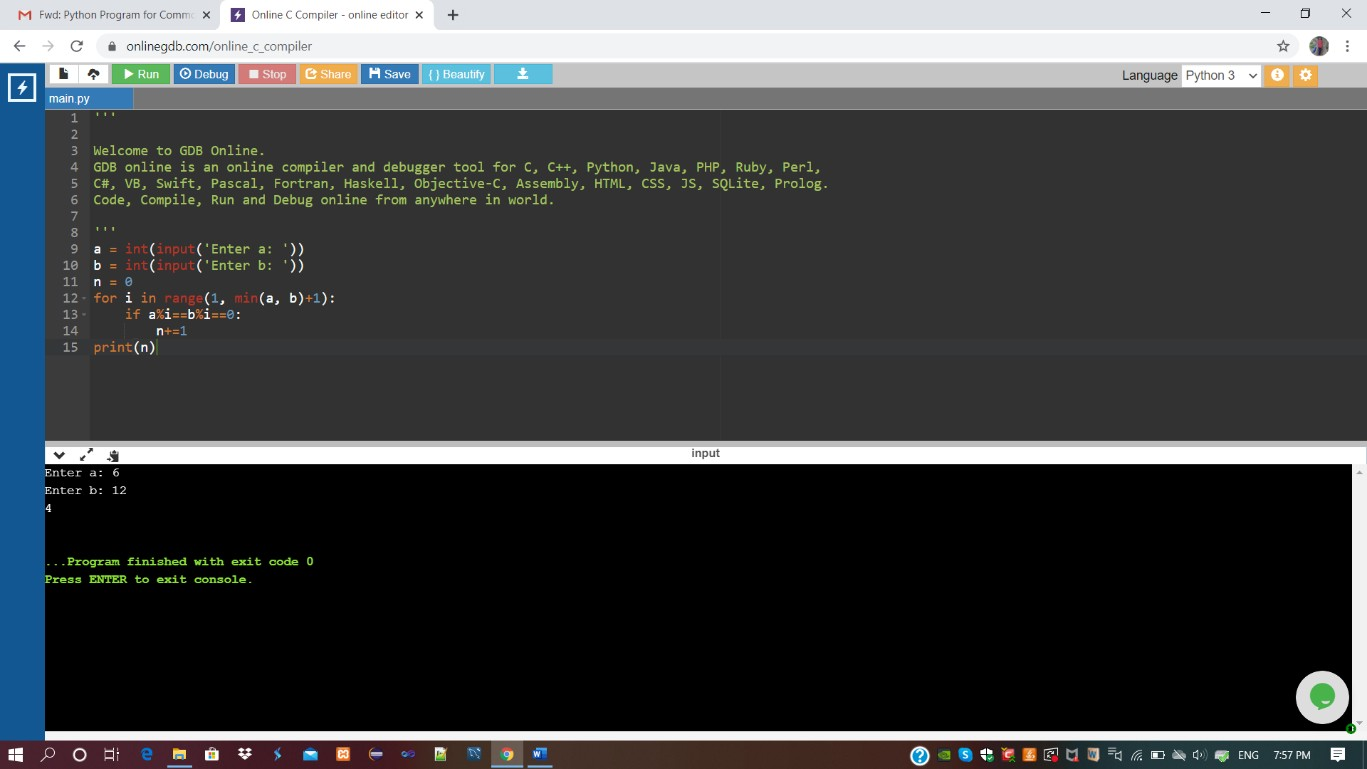 Fwd: Python Program for Commo
Online C Compiler - online editor
onlinegdb.com/online_c_compiler
Run Debug Stop Share Save { } Beautify
Language Python 3
main.py
1 '''
2
3 Welcome to GDB Online.
4 GDB online is an online compiler and debugger tool for C, C++, Python, Java, PHP, Ruby, Perl,
5 C#, VB, Swift, Pascal, Fortran, Haskell, Objective-C, Assembly, HTML, CSS, JS, SQLite, Prolog.
6 Code, Compile, Run and Debug online from anywhere in world.
7
8 '''
9 a = int(input('Enter a: '))
10 b = int(input('Enter b: '))
11 n = 0
12 for i in range(1, min(a, b)+1):
13     if a%i==b%i==0:
14         n+=1
15 print(n)
input
Enter a: 6
Enter b: 12
4
...Program finished with exit code 0
Press ENTER to exit console.
ENG 7:57 PM